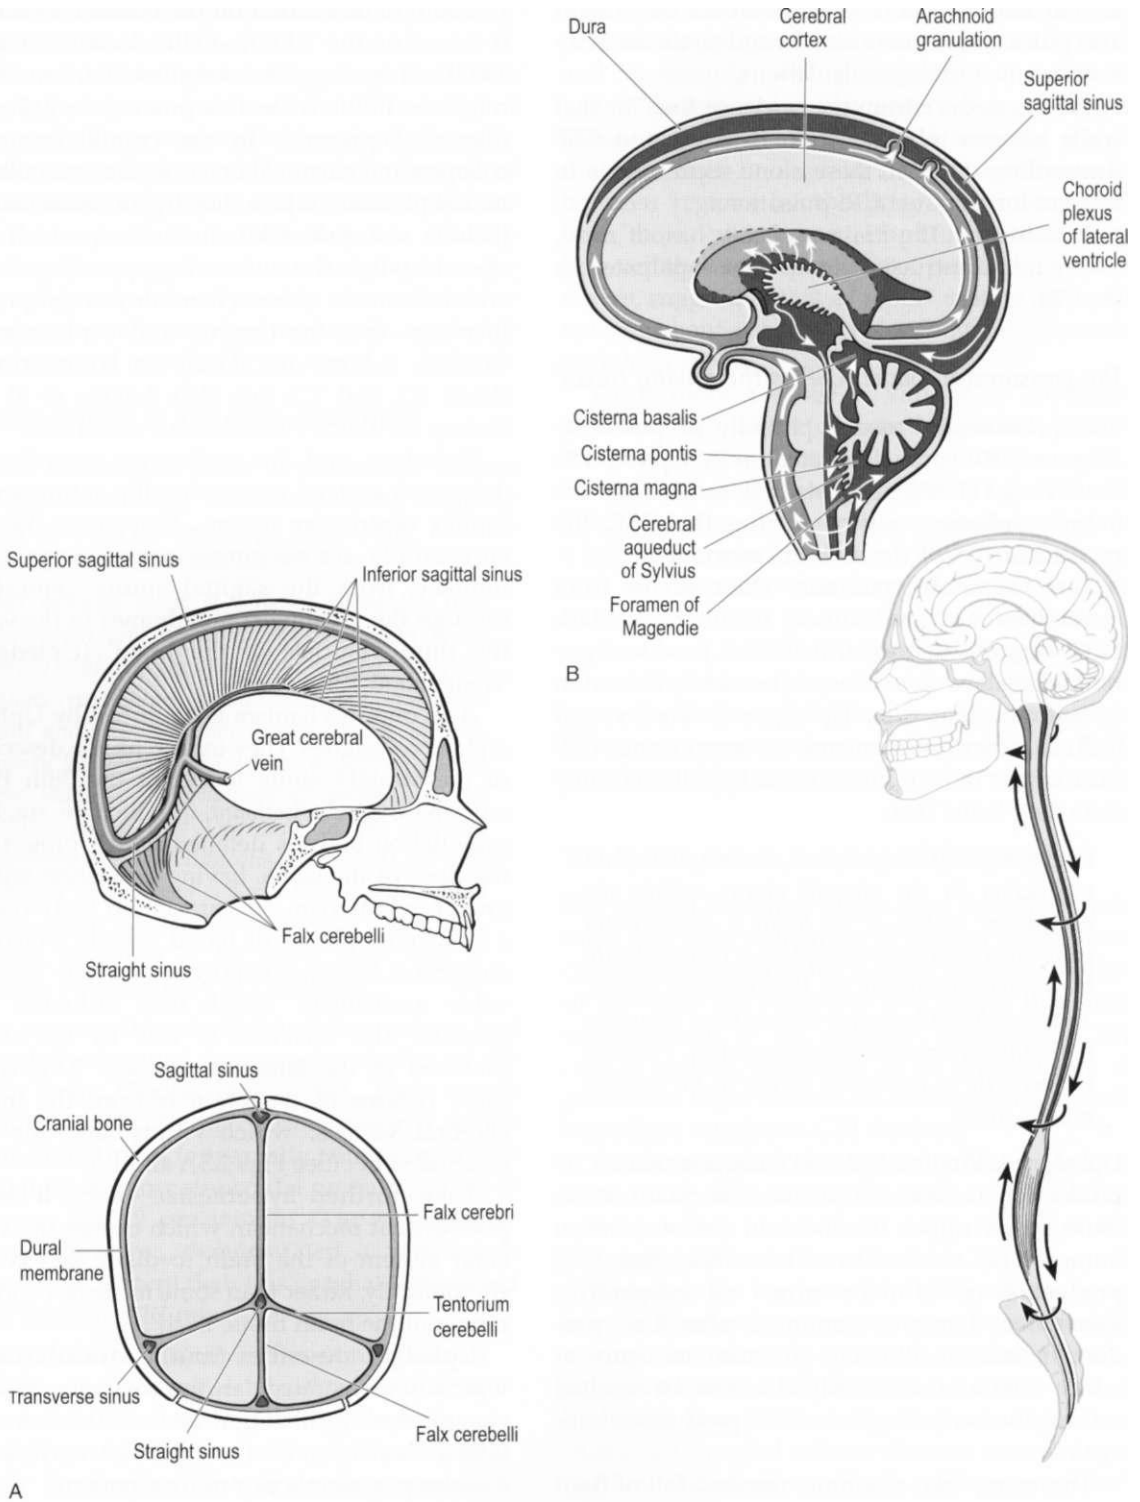 Dura
Cerebral
cortex
Arachnoid
granulation
Superior
sagittal sinus
Choroid
plexus
of lateral
ventricle
Cisterna basalis
Cisterna pontis
Cisterna magna
Cerebral
aqueduct
of Sylvius
Foramen of
Magendie
B
Superior sagittal sinus
Inferior sagittal sinus
Great cerebral
vein
Falx cerebelli
Straight sinus
Sagittal sinus
Cranial bone
Falx cerebri
Dural
membrane
Tentorium
cerebelli
Transverse sinus
Falx cerebelli
Straight sinus
A